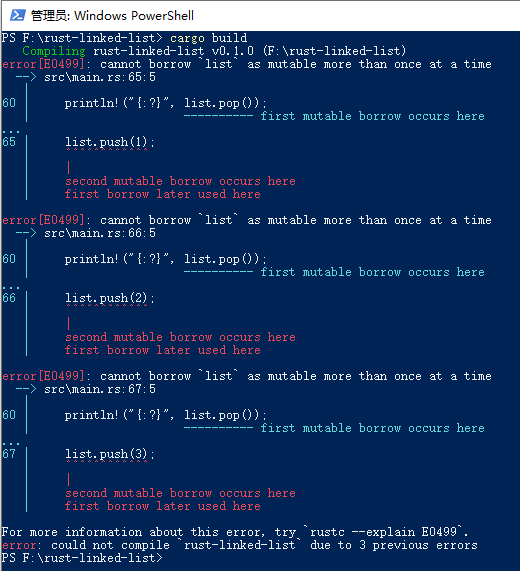 管理员: Windows PowerShell
PS F:\rust-linked-list> cargo build
   Compiling rust-linked-list v0.1.0 (F:\rust-linked-list)
error[E0499]: cannot borrow `list` as mutable more than once at a time
  --> src\main.rs:65:5
   |
60 |     println!("{:?}", list.pop());
   |                      ---------- first mutable borrow occurs here
...
65 |     list.push(1);
   |     ^^^^^^^^^^^^
   |     |
   |     second mutable borrow occurs here
   |     first borrow later used here

error[E0499]: cannot borrow `list` as mutable more than once at a time
  --> src\main.rs:66:5
   |
60 |     println!("{:?}", list.pop());
   |                      ---------- first mutable borrow occurs here
...
66 |     list.push(2);
   |     ^^^^^^^^^^^^
   |     |
   |     second mutable borrow occurs here
   |     first borrow later used here

error[E0499]: cannot borrow `list` as mutable more than once at a time
  --> src\main.rs:67:5
   |
60 |     println!("{:?}", list.pop());
   |                      ---------- first mutable borrow occurs here
...
67 |     list.push(3);
   |     ^^^^^^^^^^^^
   |     |
   |     second mutable borrow occurs here
   |     first borrow later used here

For more information about this error, try `rustc --explain E0499`.
error: could not compile `rust-linked-list` due to 3 previous errors
PS F:\rust-linked-list>